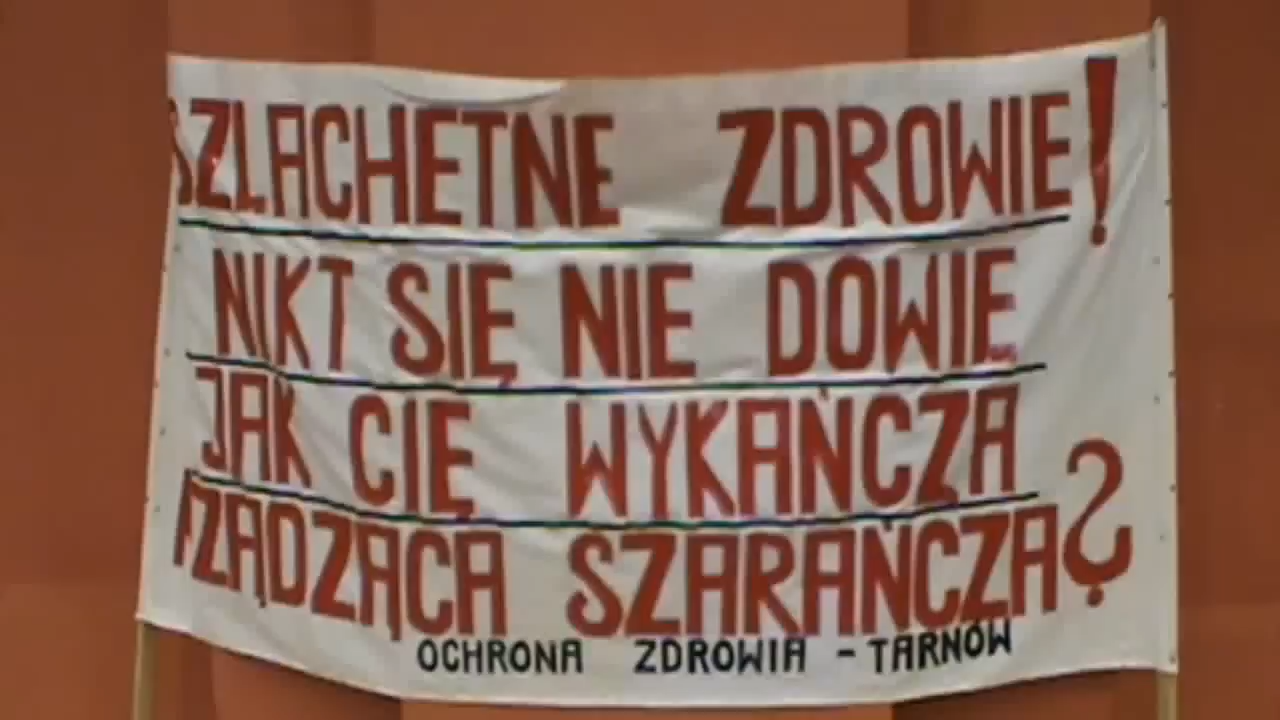 SZLACHETNE ZDROWIE!
NIKT SIĘ NIE DOWIE
JAK CIĘ WYKAŃCZA
RZĄDZĄCA SZARAŃCZA?
OCHRONA ZDROWIA - TARNÓW